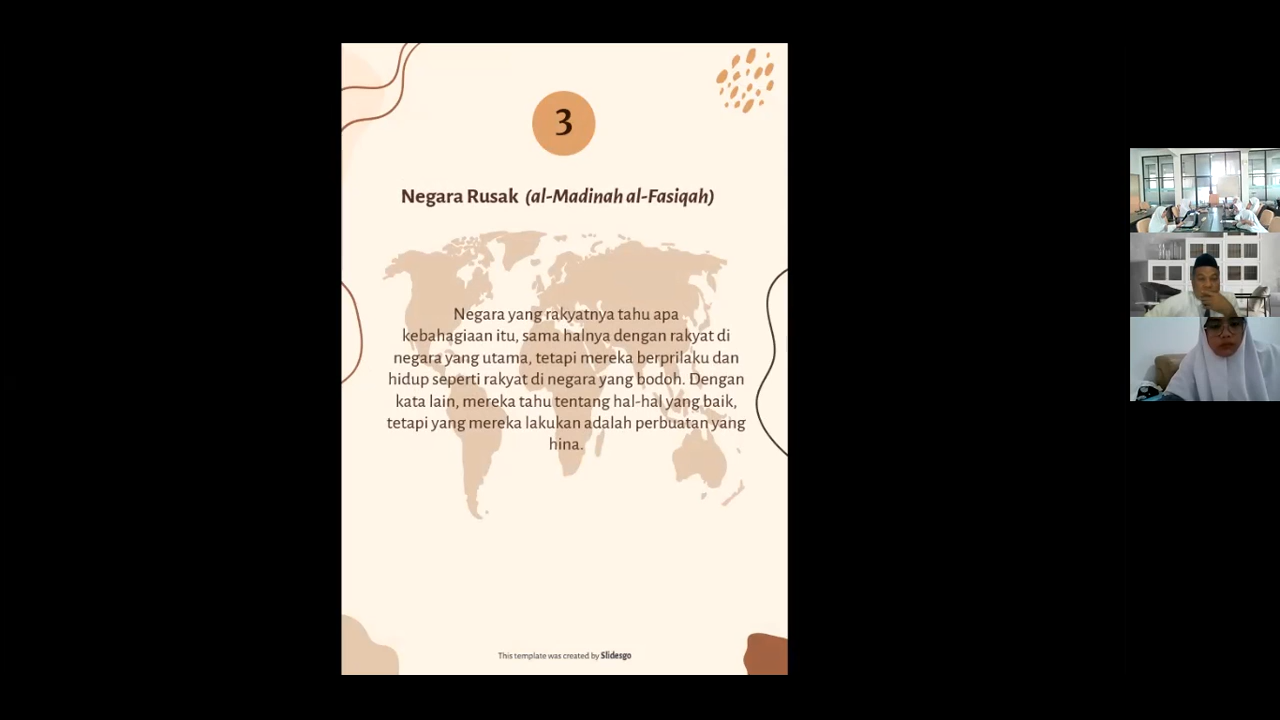 3
Negara Rusak (al-Madinah al-Fasiqah)
Negara yang rakyatnya tahu apa
kebahagiaan itu, sama halnya dengan rakyat di
negara yang utama, tetapi mereka berprilaku dan
hidup seperti rakyat di negara yang bodoh. Dengan
kata lain, mereka tahu tentang hal-hal yang baik,
tetapi yang mereka lakukan adalah perbuatan yang
hina.
This template was created by Slidesgo